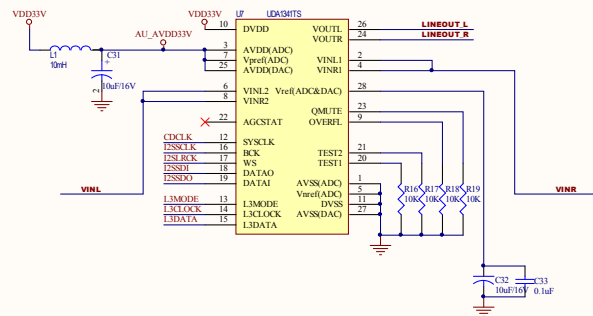 VDD33V VDD33V U7 UDA1341TS
AU_AVDD33V
10 DVDD VOUTL 26 LINEOUT_L
VOUTR 24 LINEOUT_R
3 AVDD(ADC)
7 Vpref(ADC) VINL1 2
25 AVDD(DAC) VINR1 4
L1
10mH
C31
+
10uF/16V
2
6 VINL2 Vref(ADC&DAC) 28
8 VINR2
QMUTE 23
22 AGCSTAT OVERFL 9
CDCLK 12 SYSCLK
I2SSCLK 16 BCK TEST2 21
I2SLRCK 17 WS TEST1 20
I2SSDI 18 DATAO
I2SSDO 19 DATAI AVSS(ADC) 1
Vnref(ADC) 5
L3MODE 13 L3MODE DVSS 11
L3CLOCK 14 L3CLOCK AVSS(DAC) 27
L3DATA 15 L3DATA
VINL VINR
R16 R17 R18 R19
10K 10K 10K 10K
C32 C33
10uF/16V 0.1uF